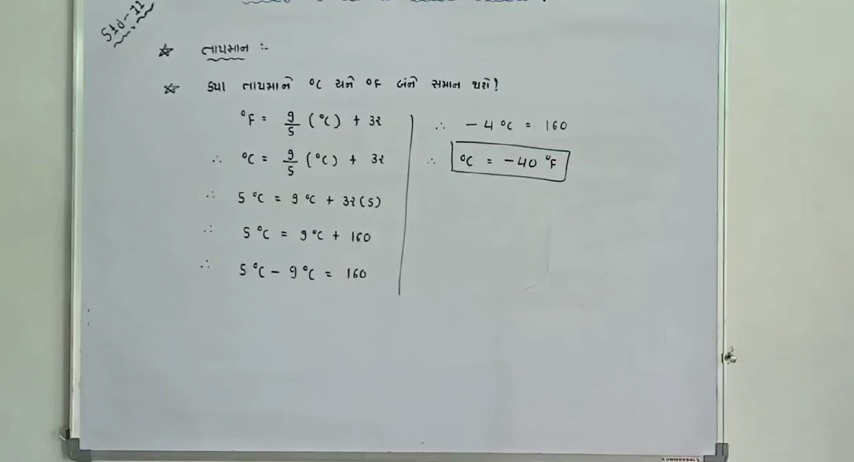 Std-11
☆ તાપમાન :-
☆ કયા તાપમાને °C અને °F બંને સમાન થશે?
°F = 9/5 (°C) + 32
∴ °C = 9/5 (°C) + 32
∴ 5 °C = 9 °C + 32(5)
∴ 5 °C = 9 °C + 160
∴ 5 °C - 9 °C = 160
∴ - 4 °C = 160
∴ °C = - 40 °F